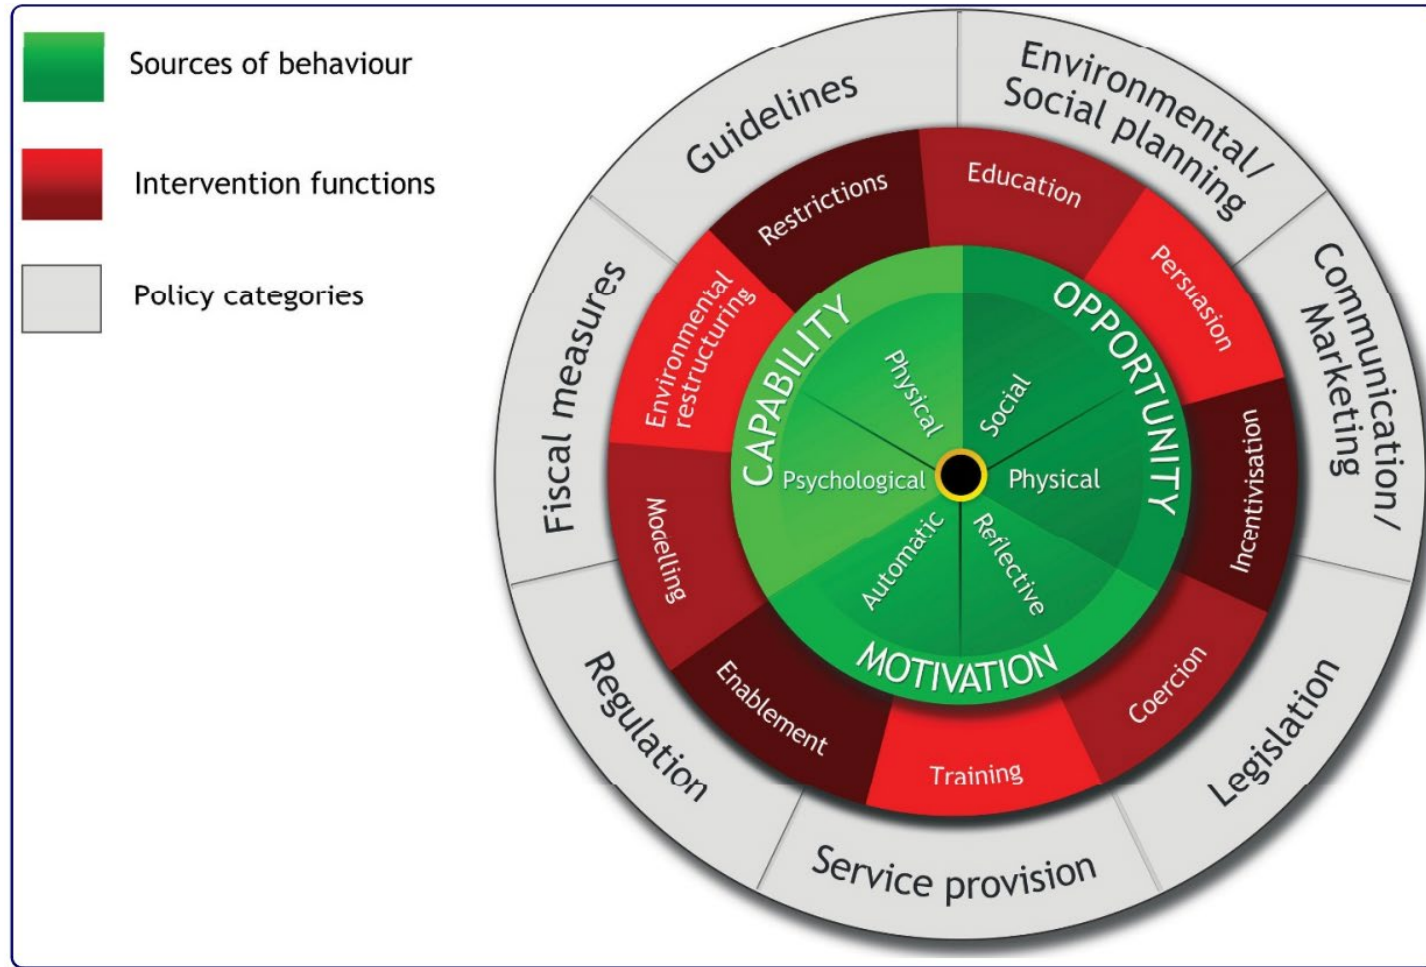 Sources of behaviour
Intervention functions
Policy categories
Guidelines
Environmental/
Social planning
Communication/
Marketing
Legislation
Service provision
Regulation
Fiscal measures
Restrictions
Education
Persuasion
Incentivisation
Coercion
Training
Enablement
Modelling
Environmental
restructuring
CAPABILITY
OPPORTUNITY
MOTIVATION
Physical
Social
Physical
Reflective
Automatic
Psychological